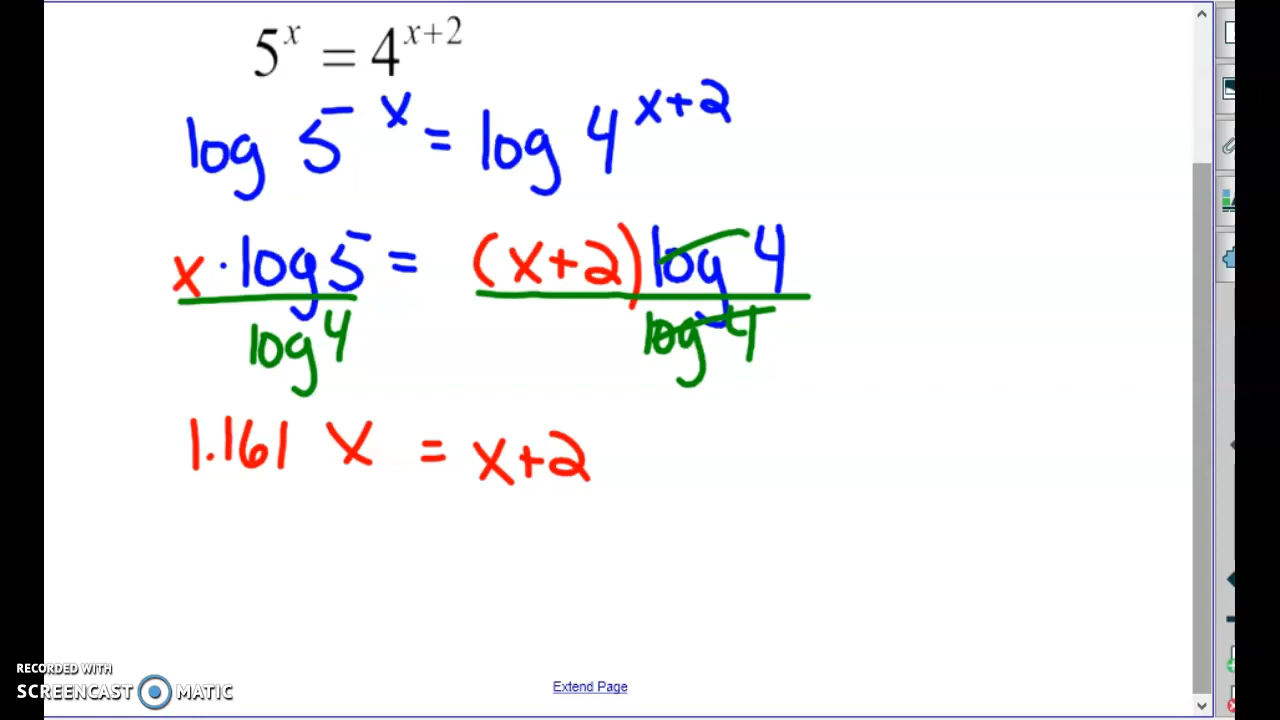 5^x = 4^{x+2}
log 5^x = log 4^{x+2}
x · log 5 = (x+2) log 4
log 4 log 4
1.161 x = x+2
RECORDED WITH
SCREENCAST MATIC
Extend Page